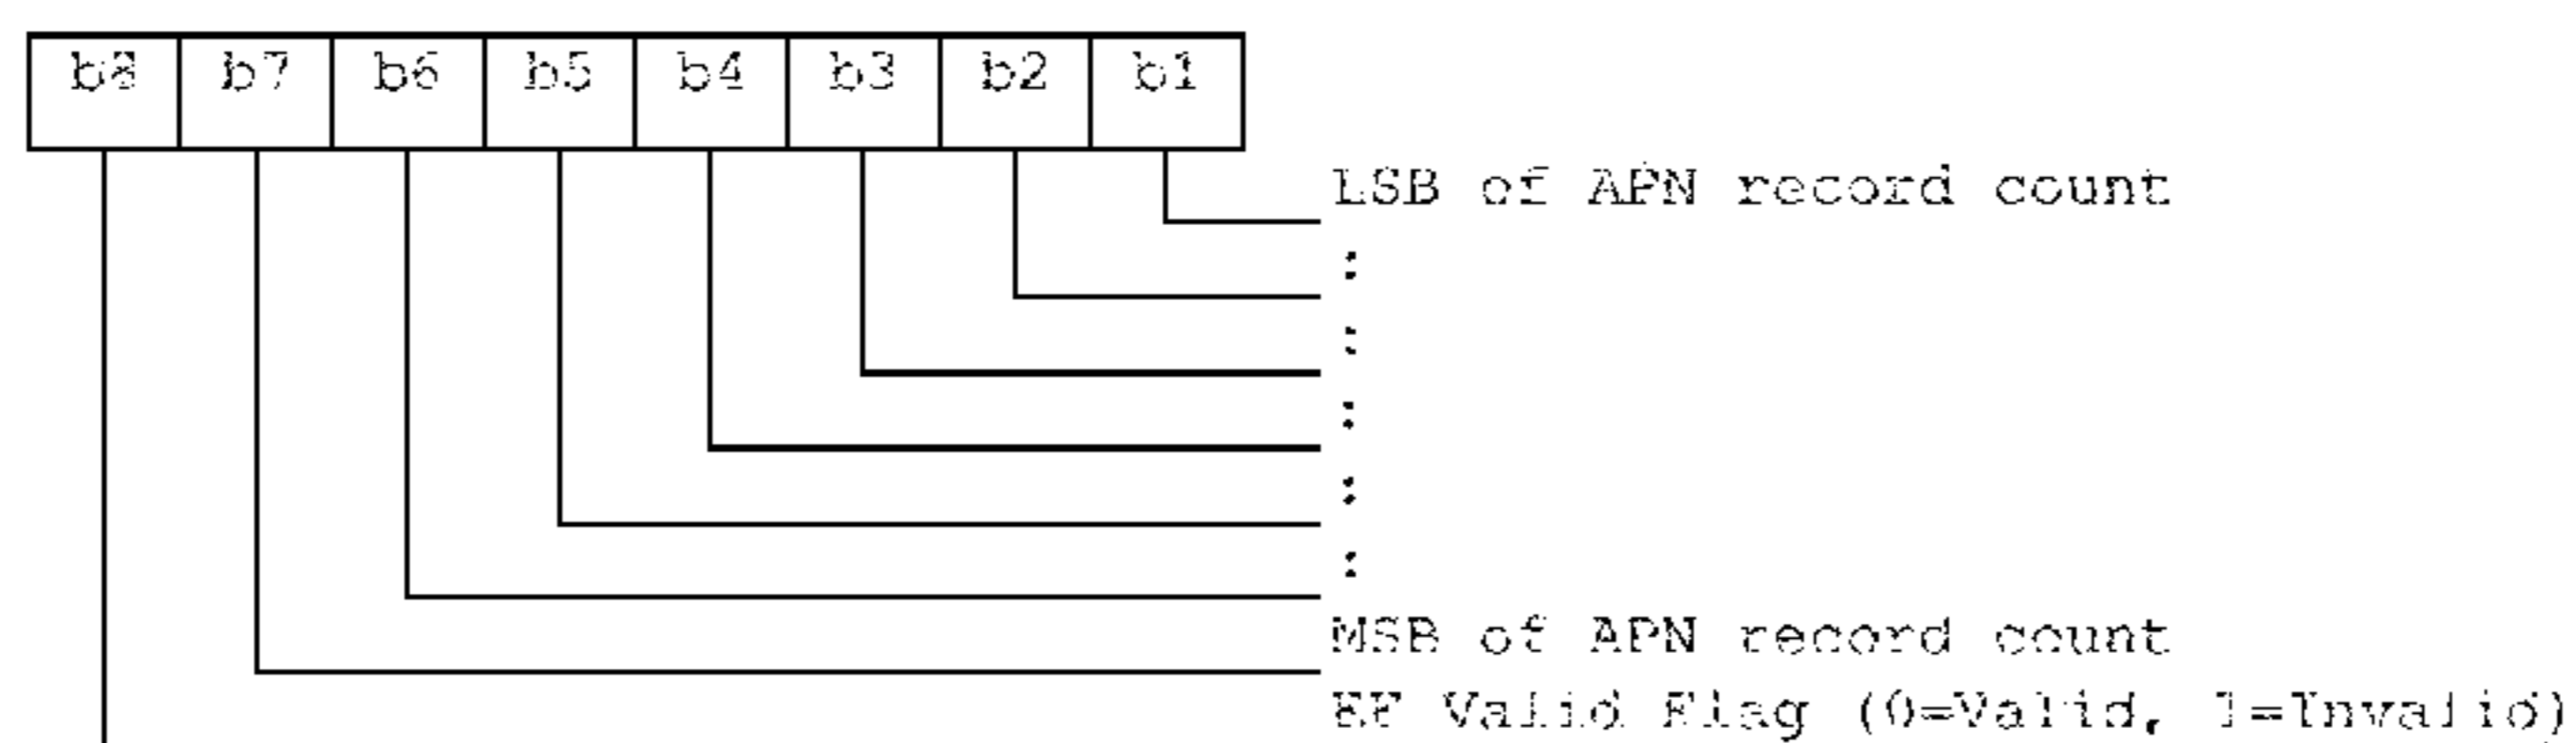 b8 b7 b6 b5 b4 b3 b2 b1
LSB of APN record count
:
:
:
:
:
MSB of APN record count
EF Valid Flag (0=Valid, 1=Invalid)